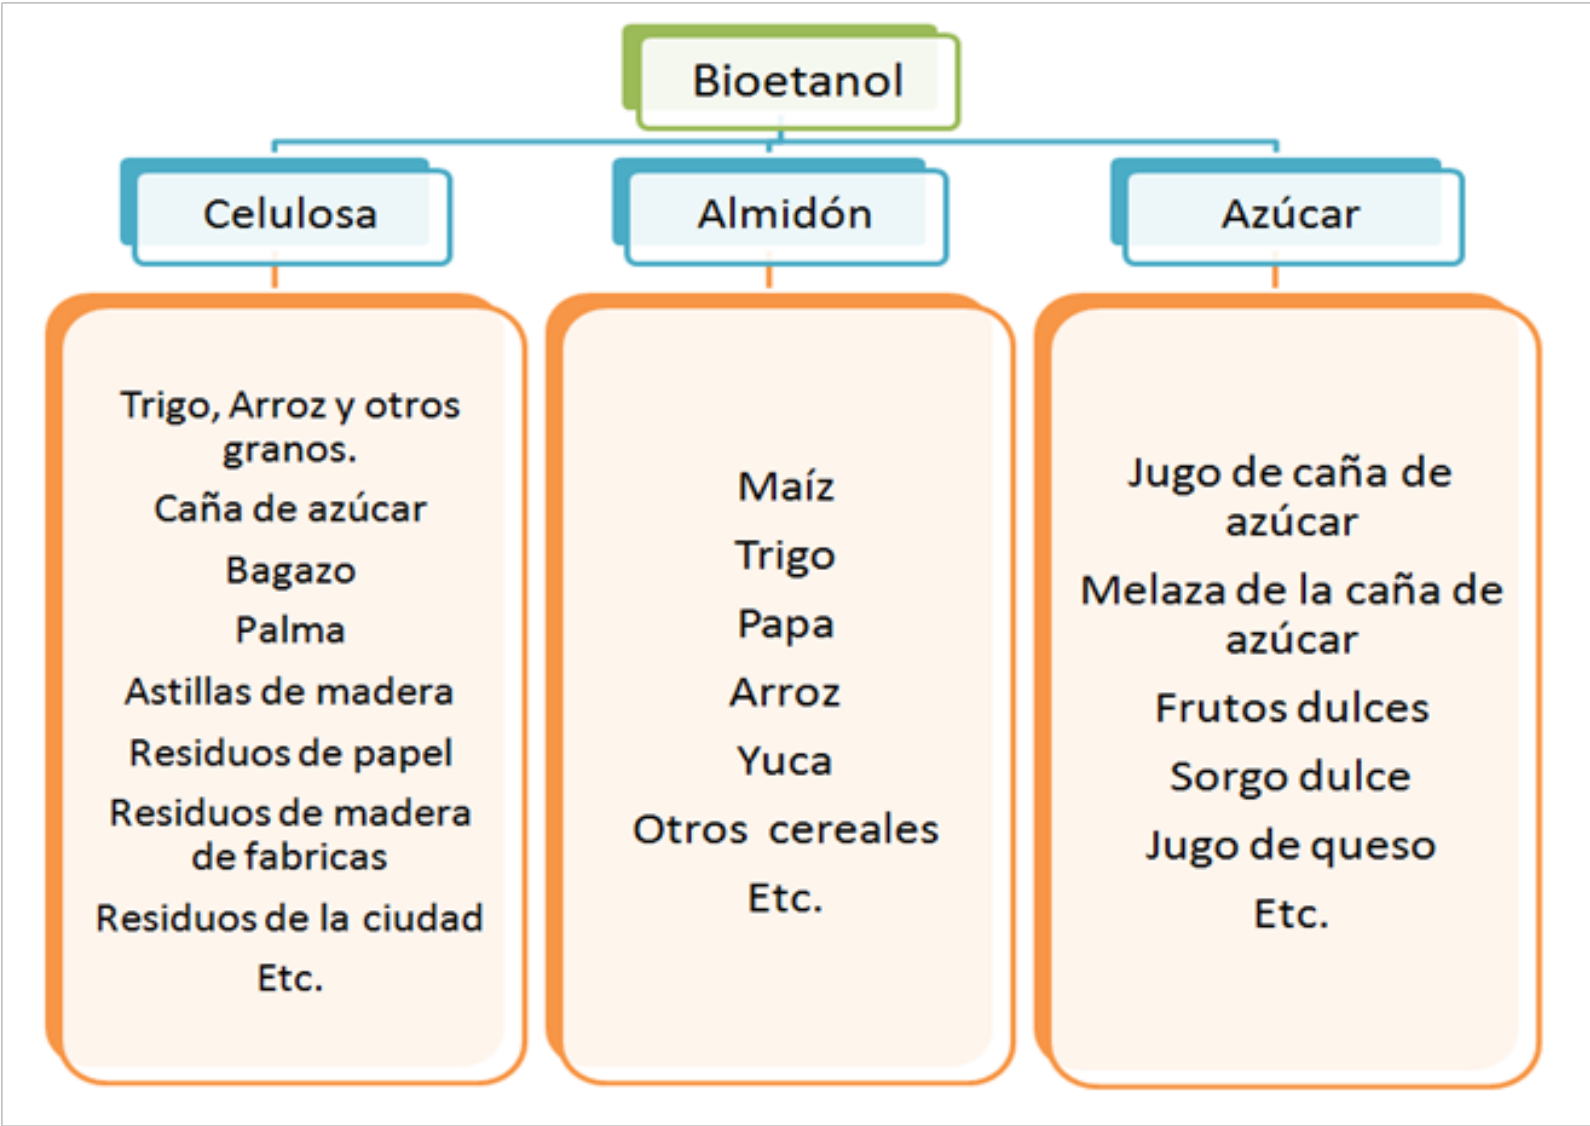 Bioetanol
Celulosa
Almidón
Azúcar
Trigo, Arroz y otros
granos.
Caña de azúcar
Bagazo
Palma
Astillas de madera
Residuos de papel
Residuos de madera
de fabricas
Residuos de la ciudad
Etc.
Maíz
Trigo
Papa
Arroz
Yuca
Otros cereales
Etc.
Jugo de caña de
azúcar
Melaza de la caña de
azúcar
Frutos dulces
Sorgo dulce
Jugo de queso
Etc.